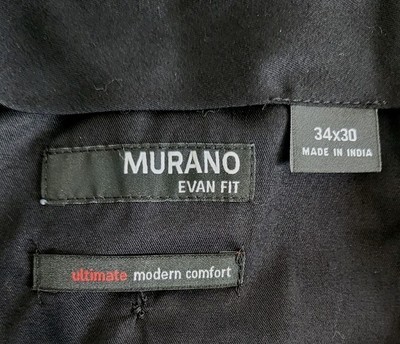 MURANO
EVAN FIT
34x30
MADE IN INDIA
ultimate modern comfort